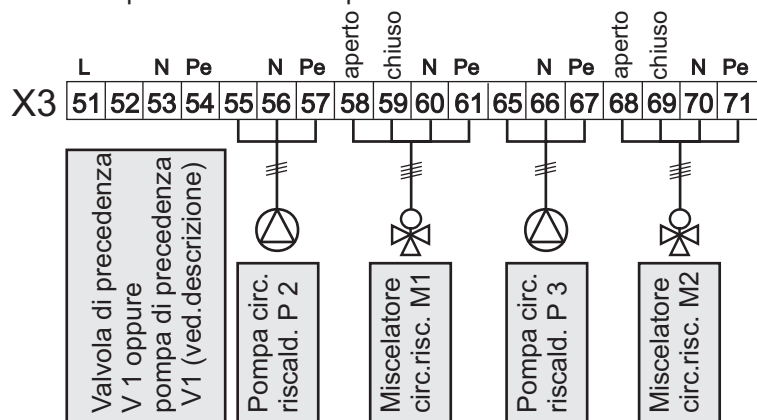 aperto
chiuso
aperto
chiuso
L N Pe N Pe N Pe N Pe N Pe
X3 51 52 53 54 55 56 57 58 59 60 61 65 66 67 68 69 70 71
Valvola di precedenza
V 1 oppure
pompa di precedenza
V1 (ved.descrizione)
Pompa circ.
riscald. P 2
Miscelatore
circ.risc. M1
Pompa circ.
riscald. P 3
Miscelatore
circ.risc. M2